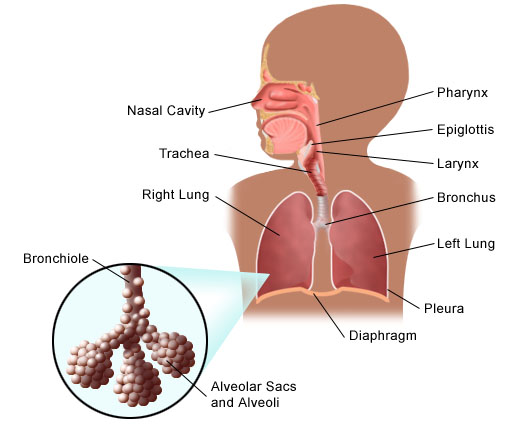 Pharynx
Nasal Cavity
Epiglottis
Trachea
Larynx
Right Lung
Bronchus
Left Lung
Bronchiole
Pleura
Diaphragm
Alveolar Sacs
and Alveoli